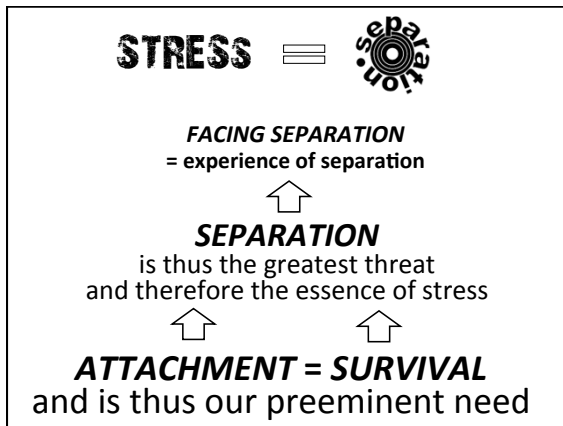 STRESS = separation
FACING SEPARATION
= experience of separation
SEPARATION
is thus the greatest threat
and therefore the essence of stress
ATTACHMENT = SURVIVAL
and is thus our preeminent need